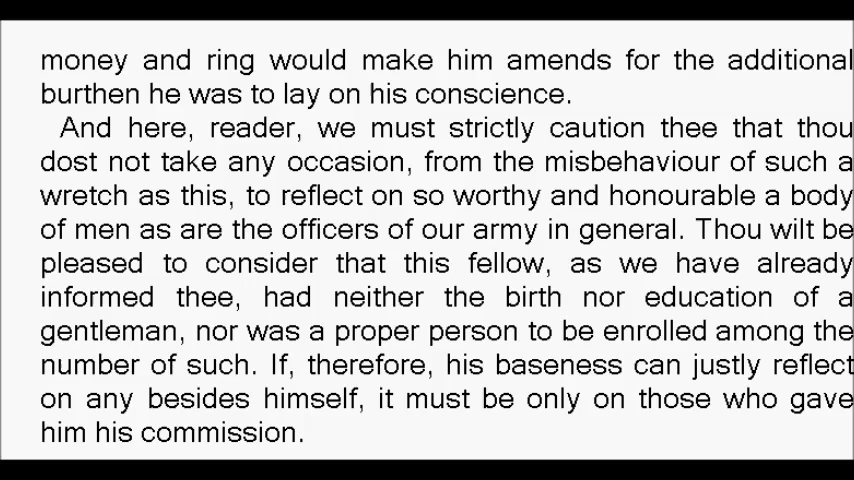 money and ring would make him amends for the additional
burthen he was to lay on his conscience.
And here, reader, we must strictly caution thee that thou
dost not take any occasion, from the misbehaviour of such a
wretch as this, to reflect on so worthy and honourable a body
of men as are the officers of our army in general. Thou wilt be
pleased to consider that this fellow, as we have already
informed thee, had neither the birth nor education of a
gentleman, nor was a proper person to be enrolled among the
number of such. If, therefore, his baseness can justly reflect
on any besides himself, it must be only on those who gave
him his commission.